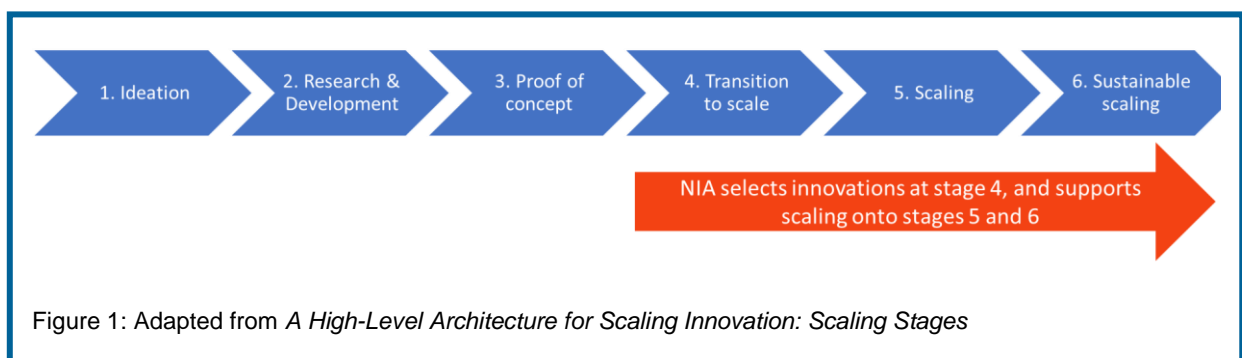 1. Ideation
2. Research &
Development
3. Proof of
concept
4. Transition
to scale
5. Scaling
6. Sustainable
scaling
NIA selects innovations at stage 4, and supports
scaling onto stages 5 and 6
Figure 1: Adapted from A High-Level Architecture for Scaling Innovation: Scaling Stages